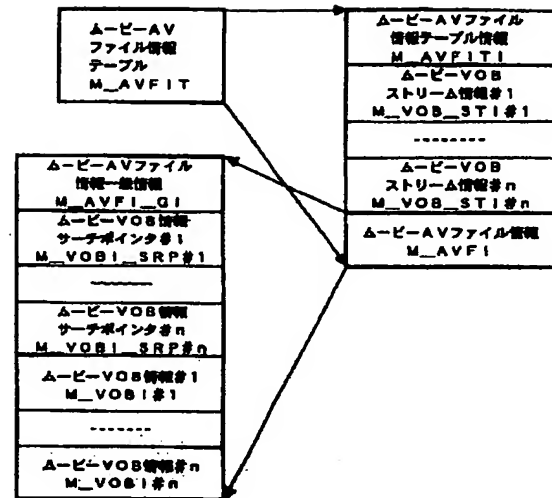 ムービーAV
ファイル情報
テーブル
M_AVFIT
ムービーAVファイル
情報テーブル情報
M_AVFITI
ムービーVOB
ストリーム情報#1
M_VOB_STI#1
--------
ムービーVOB
ストリーム情報#n
M_VOB_STI#n
ムービーAVファイル情報
M_AVFI
ムービーAVファイル
情報一般情報
M_AVFI_GI
ムービーVOB情報
サーチポインタ#1
M_VOBI_SRP#1
-------
ムービーVOB情報
サーチポインタ#n
M_VOBI_SRP#n
ムービーVOB情報#1
M_VOBI#1
-------
ムービーVOB情報#n
M_VOBI#n